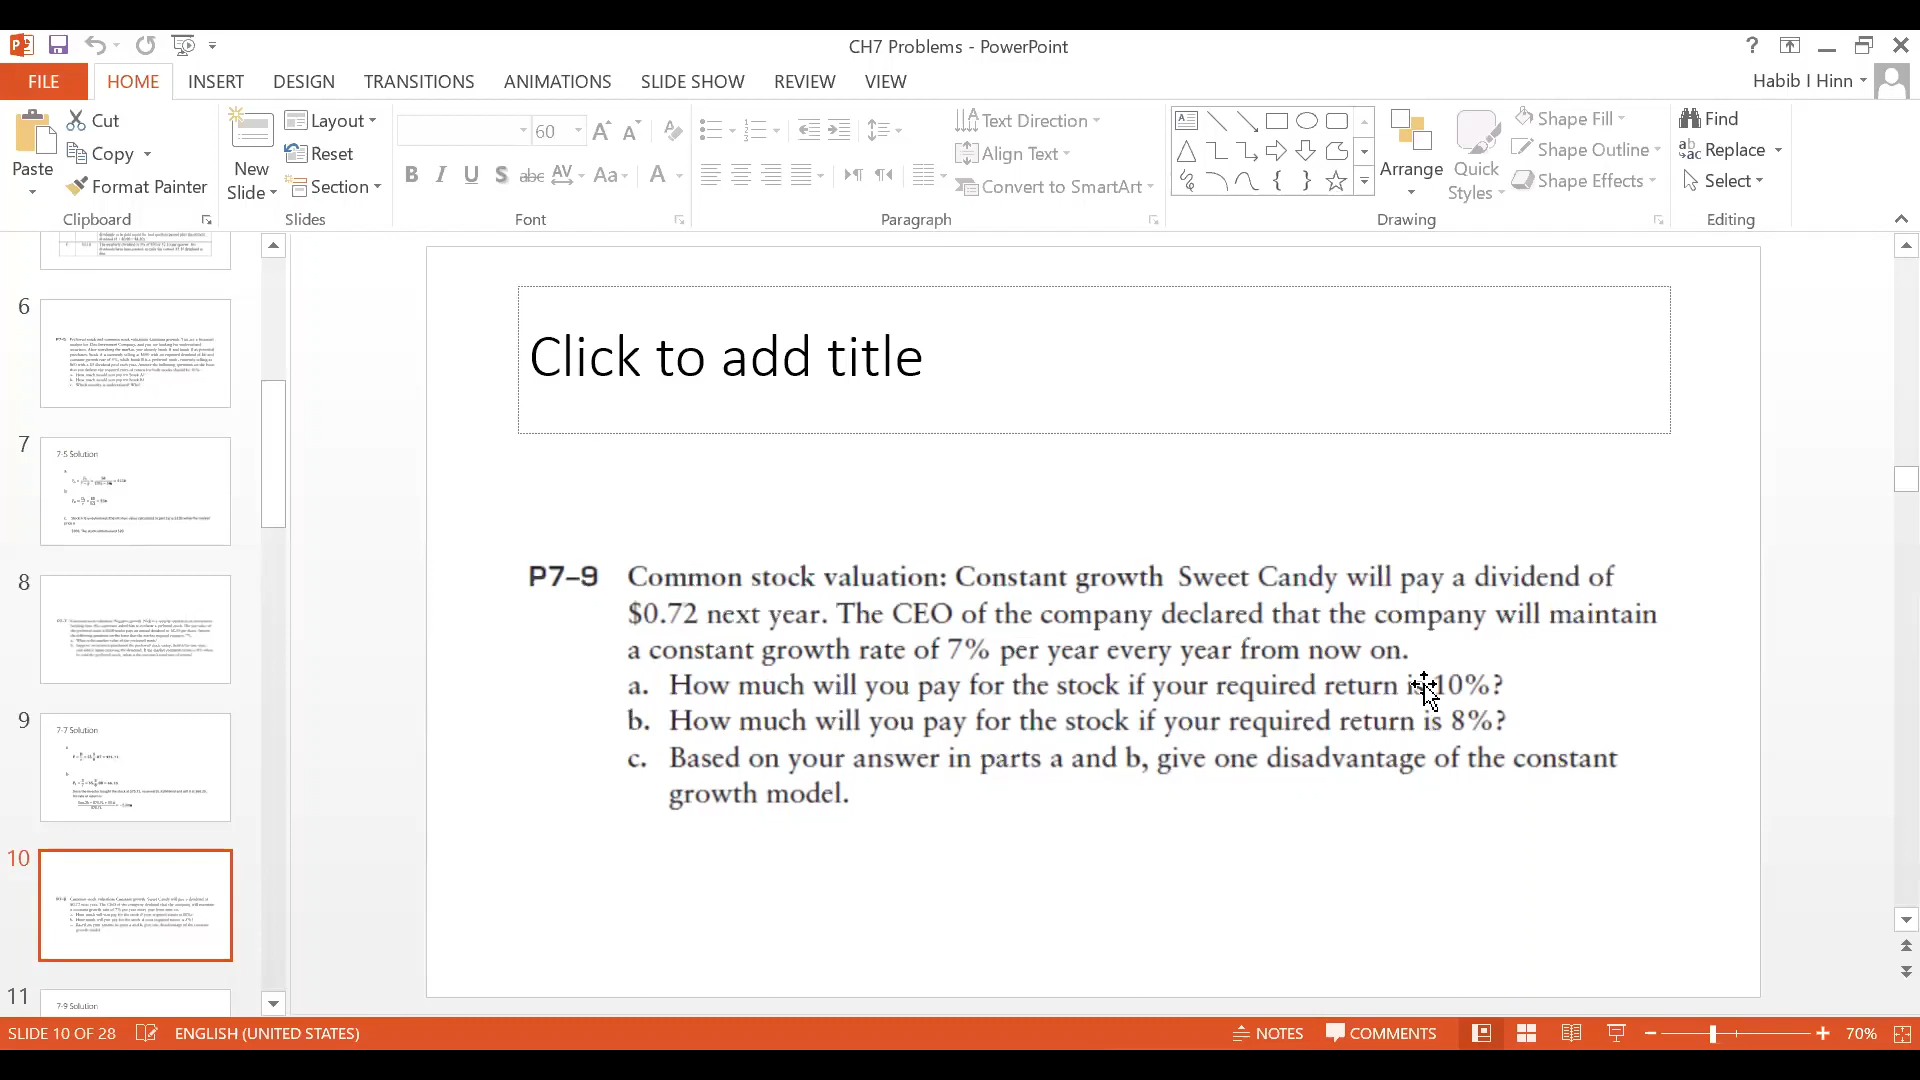 CH7 Problems - PowerPoint
?
FILE
HOME
INSERT
DESIGN
TRANSITIONS
ANIMATIONS
SLIDE SHOW
REVIEW
VIEW
Habib I Hinn
Paste
Cut
Copy
Format Painter
Clipboard
New
Slide
Layout
Reset
Section
Slides
60
B I U S abc AV Aa A
Font
Text Direction
Align Text
Convert to SmartArt
Paragraph
Arrange
Quick
Styles
Shape Fill
Shape Outline
Shape Effects
Drawing
Find
Replace
Select
Editing
6
7
7-5 Solution
8
9
7-7 Solution
10
11
7-9 Solution
Click to add title
P7–9 Common stock valuation: Constant growth Sweet Candy will pay a dividend of
$0.72 next year. The CEO of the company declared that the company will maintain
a constant growth rate of 7% per year every year from now on.
a. How much will you pay for the stock if your required return is 10%?
b. How much will you pay for the stock if your required return is 8%?
c. Based on your answer in parts a and b, give one disadvantage of the constant
growth model.
SLIDE 10 OF 28
ENGLISH (UNITED STATES)
NOTES
COMMENTS
70%